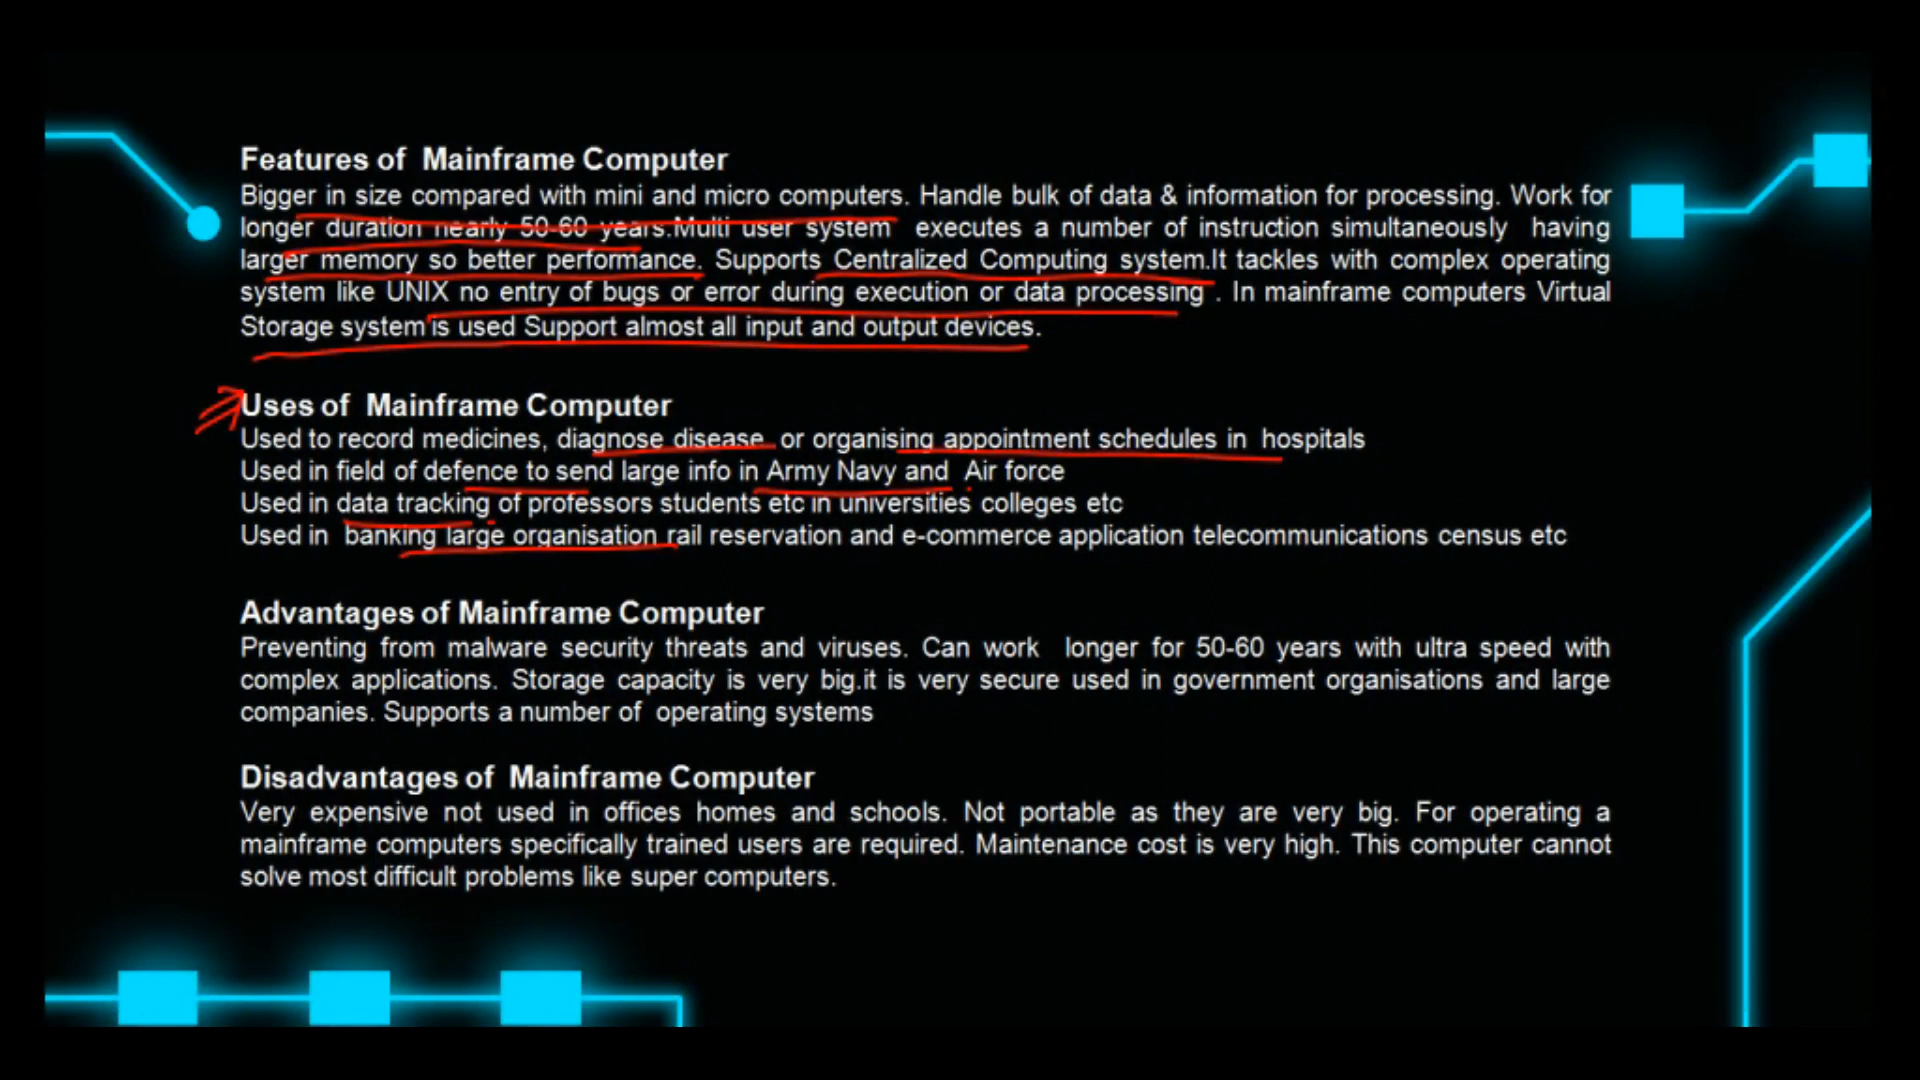 Features of Mainframe Computer
Bigger in size compared with mini and micro computers. Handle bulk of data & information for processing. Work for
longer duration nearly 50-60 years.Multi user system executes a number of instruction simultaneously having
larger memory so better performance. Supports Centralized Computing system.It tackles with complex operating
system like UNIX no entry of bugs or error during execution or data processing . In mainframe computers Virtual
Storage system is used Support almost all input and output devices.
Uses of Mainframe Computer
Used to record medicines, diagnose disease or organising appointment schedules in hospitals
Used in field of defence to send large info in Army Navy and Air force
Used in data tracking of professors students etc in universities colleges etc
Used in banking large organisation rail reservation and e-commerce application telecommunications census etc
Advantages of Mainframe Computer
Preventing from malware security threats and viruses. Can work longer for 50-60 years with ultra speed with
complex applications. Storage capacity is very big.it is very secure used in government organisations and large
companies. Supports a number of operating systems
Disadvantages of Mainframe Computer
Very expensive not used in offices homes and schools. Not portable as they are very big. For operating a
mainframe computers specifically trained users are required. Maintenance cost is very high. This computer cannot
solve most difficult problems like super computers.